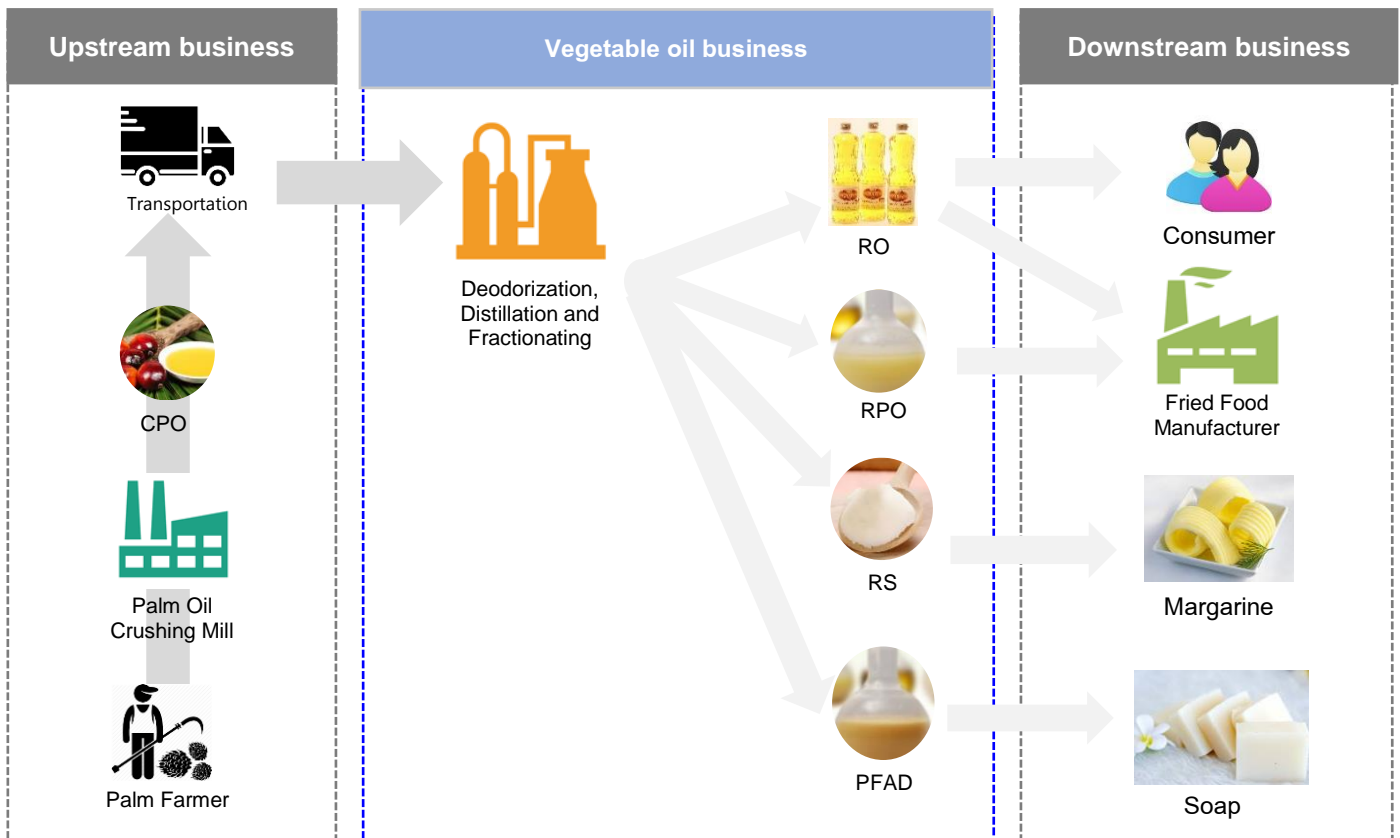 Upstream business
Vegetable oil business
Downstream business
Transportation
CPO
Palm Oil
Crushing Mill
Palm Farmer
Deodorization,
Distillation and
Fractionating
RO
RPO
RS
PFAD
Consumer
Fried Food
Manufacturer
Margarine
Soap